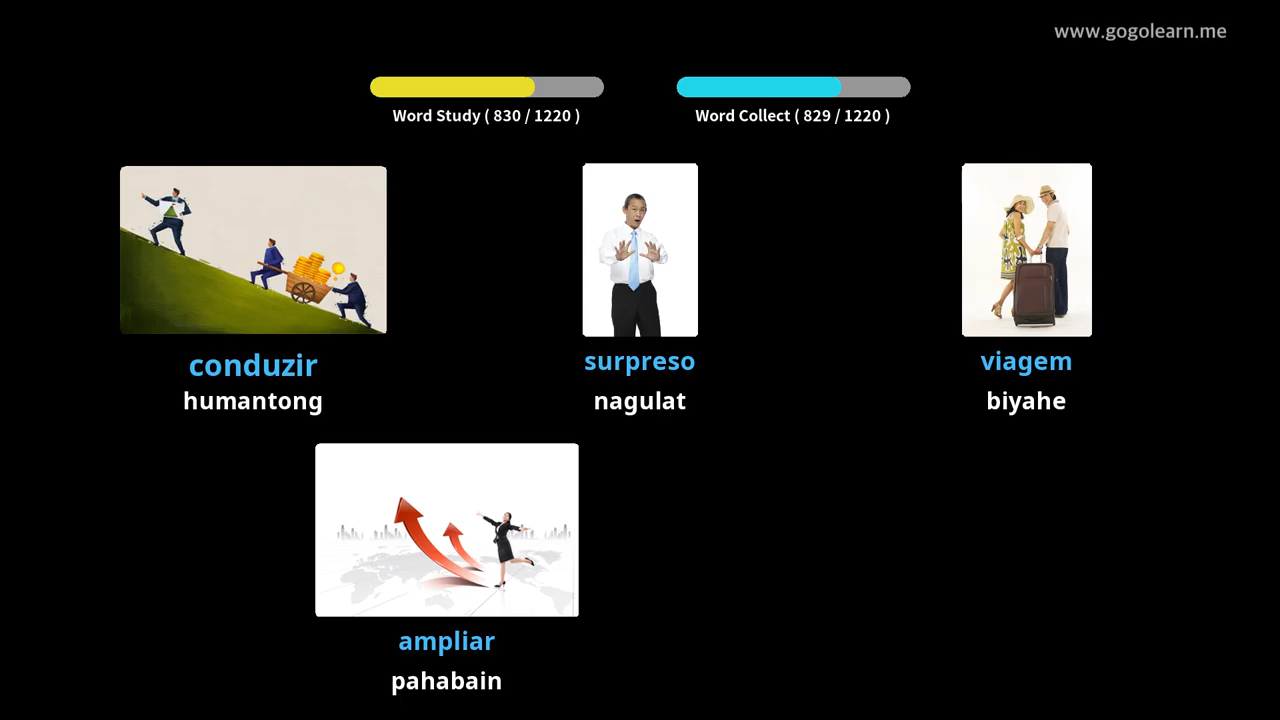 www.gogolearn.me
Word Study ( 830 / 1220 )
Word Collect ( 829 / 1220 )
conduzir
humantong
surpreso
nagulat
viagem
biyahe
ampliar
pahabain